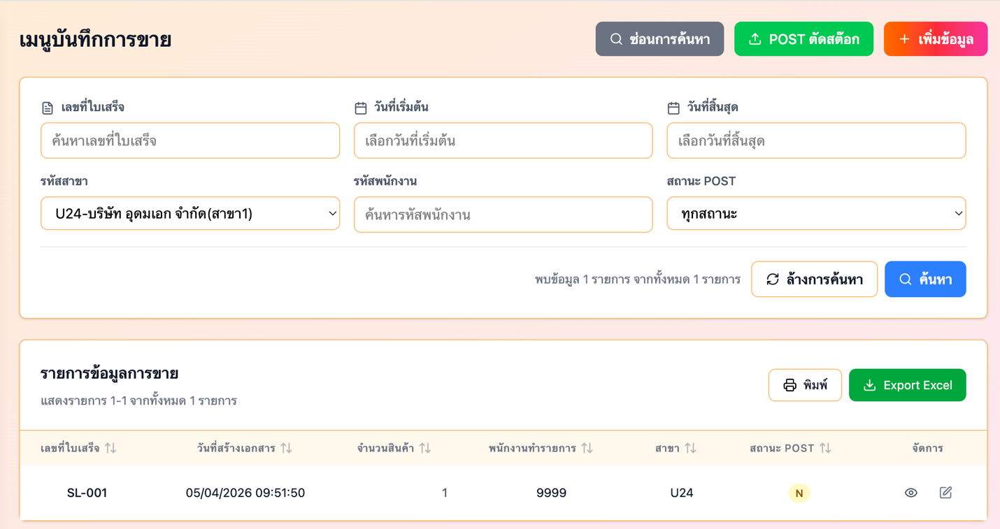 เมนูบันทึกการขาย
ซ่อนการค้นหา
POST ตัดสต๊อก
เพิ่มข้อมูล
เลขที่ใบเสร็จ
วันที่เริ่มต้น
วันที่สิ้นสุด
ค้นหาเลขที่ใบเสร็จ
เลือกวันที่เริ่มต้น
เลือกวันที่สิ้นสุด
รหัสสาขา
รหัสพนักงาน
สถานะ POST
U24-บริษัท อุดมเอก จำกัด(สาขา1)
ค้นหารหัสพนักงาน
ทุกสถานะ
พบข้อมูล 1 รายการ จากทั้งหมด 1 รายการ
ล้างการค้นหา
ค้นหา
รายการข้อมูลการขาย
แสดงรายการ 1-1 จากทั้งหมด 1 รายการ
พิมพ์
Export Excel
เลขที่ใบเสร็จ วันที่สร้างเอกสาร จำนวนสินค้า พนักงานทำรายการ สาขา สถานะ POST จัดการ
SL-001 05/04/2026 09:51:50 1 9999 U24 N